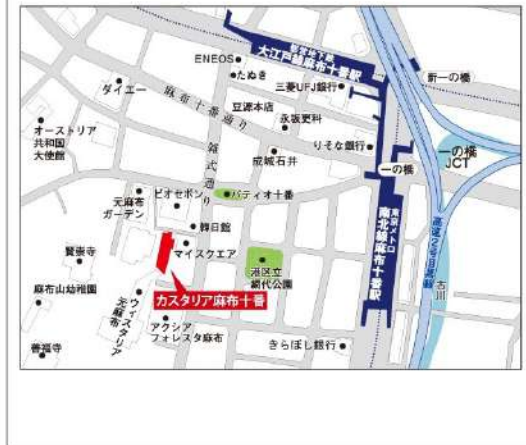 都営地下鉄
大江戸線麻布十番駅
ENEOS
たぬき
新一の橋
ダイエー
三菱UFJ銀行
麻布十番通り
豆源本店
永坂更科
オーストリア
共和国
大使館
雑式通り
りそな銀行
成城石井
一の橋
JCT
一の橋
ビオセボン
パティオ十番
元麻布
ガーデン
韓日館
東京メトロ
南北線麻布十番駅
高速2号目黒線
賢崇寺
マイスクエア
港区立
網代公園
古川
麻布山幼稚園
カスタリア麻布十番
ウィスタリア
元麻布
アクシア
フォレスタ麻布
善福寺
きらぼし銀行